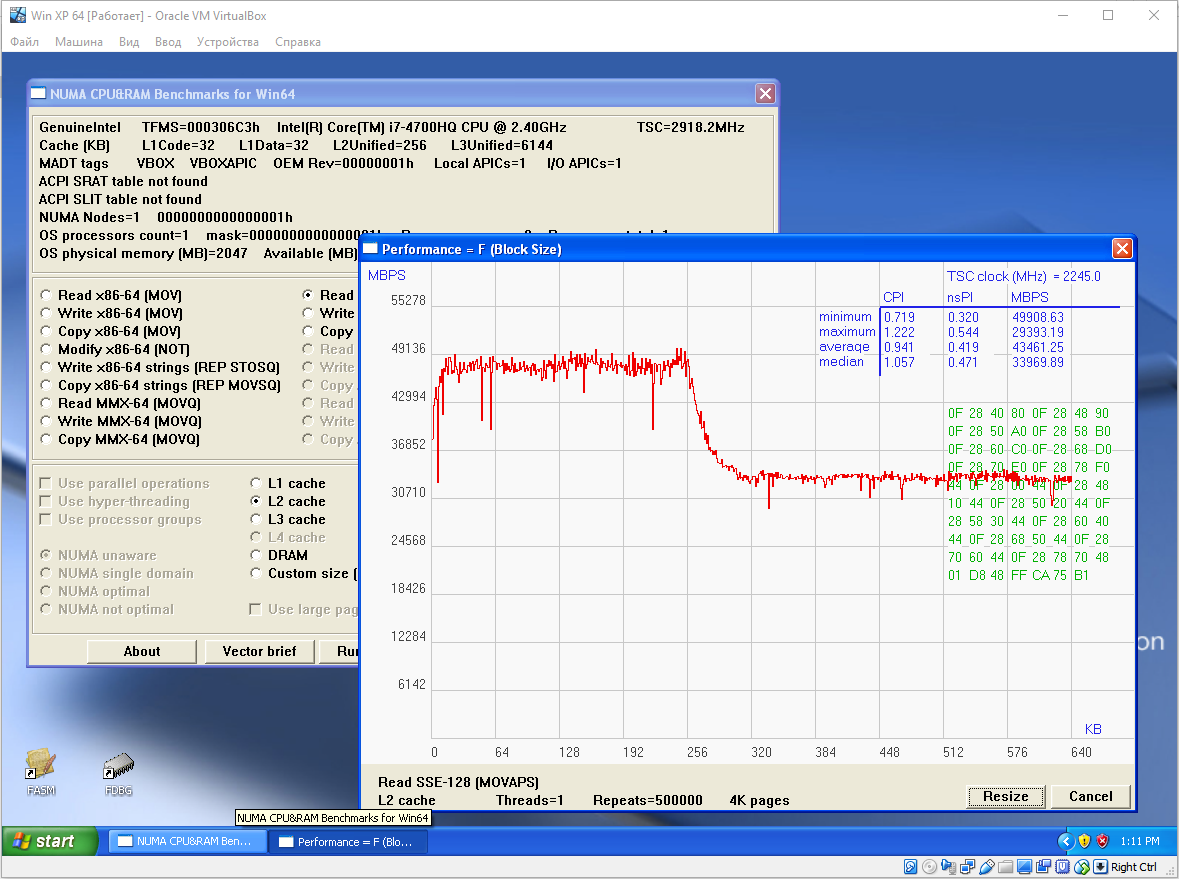 Win XP 64 [Работает] - Oracle VM VirtualBox
Файл Машина Вид Ввод Устройства Справка
NUMA CPU&RAM Benchmarks for Win64
GenuineIntel TFMS=000306C3h Intel(R) Core(TM) i7-4700HQ CPU @ 2.40GHz TSC=2918.2MHz
Cache (KB) L1Code=32 L1Data=32 L2Unified=256 L3Unified=6144
MADT tags VBOX VBOXAPIC OEM Rev=00000001h Local APICs=1 I/O APICs=1
ACPI SRAT table not found
ACPI SLIT table not found
NUMA Nodes=1 0000000000000001h
OS processors count=1
OS physical memory (MB)=2047 Available (MB)
Read x86-64 (MOV)
Write x86-64 (MOV)
Copy x86-64 (MOV)
Modify x86-64 (NOT)
Write x86-64 strings (REP STOSQ)
Copy x86-64 strings (REP MOVSQ)
Read MMX-64 (MOVQ)
Write MMX-64 (MOVQ)
Copy MMX-64 (MOVQ)
Read
Write
Copy
Read
Write
Copy
Read
Write
Copy
Use parallel operations
Use hyper-threading
Use processor groups
NUMA unaware
NUMA single domain
NUMA optimal
NUMA not optimal
L1 cache
L2 cache
L3 cache
L4 cache
DRAM
Custom size (
Use large pag
About Vector brief Ru
Performance = F (Block Size)
MBPS
55278
49136
42994
36852
30710
24568
18426
12284
6142
TSC clock (MHz) = 2245.0
CPI nsPI MBPS
minimum 0.719 0.320 49908.63
maximum 1.222 0.544 29393.19
average 0.941 0.419 43461.25
median 1.057 0.471 33969.89
0F 28 40 80 0F 28 48 90
0F 28 50 A0 0F 28 58 B0
0F 28 60 C0 0F 28 68 D0
0F 28 70 E0 0F 28 78 F0
44 0F 28 00 44 0F 28 48
10 44 0F 28 50 20 44 0F
28 58 30 44 0F 28 60 40
44 0F 28 68 50 44 0F 28
70 60 44 0F 28 78 70 48
01 D8 48 FF CA 75 B1
KB
0 64 128 192 256 320 384 448 512 576 640
Read SSE-128 (MOVAPS)
L2 cache Threads=1 Repeats=500000 4K pages
Resize Cancel
on
FASM
FDBG
NUMA CPU&RAM Benchmarks for Win64
start
NUMA CPU&RAM Ben...
Performance = F (Blo...
1:11 PM
Right Ctrl